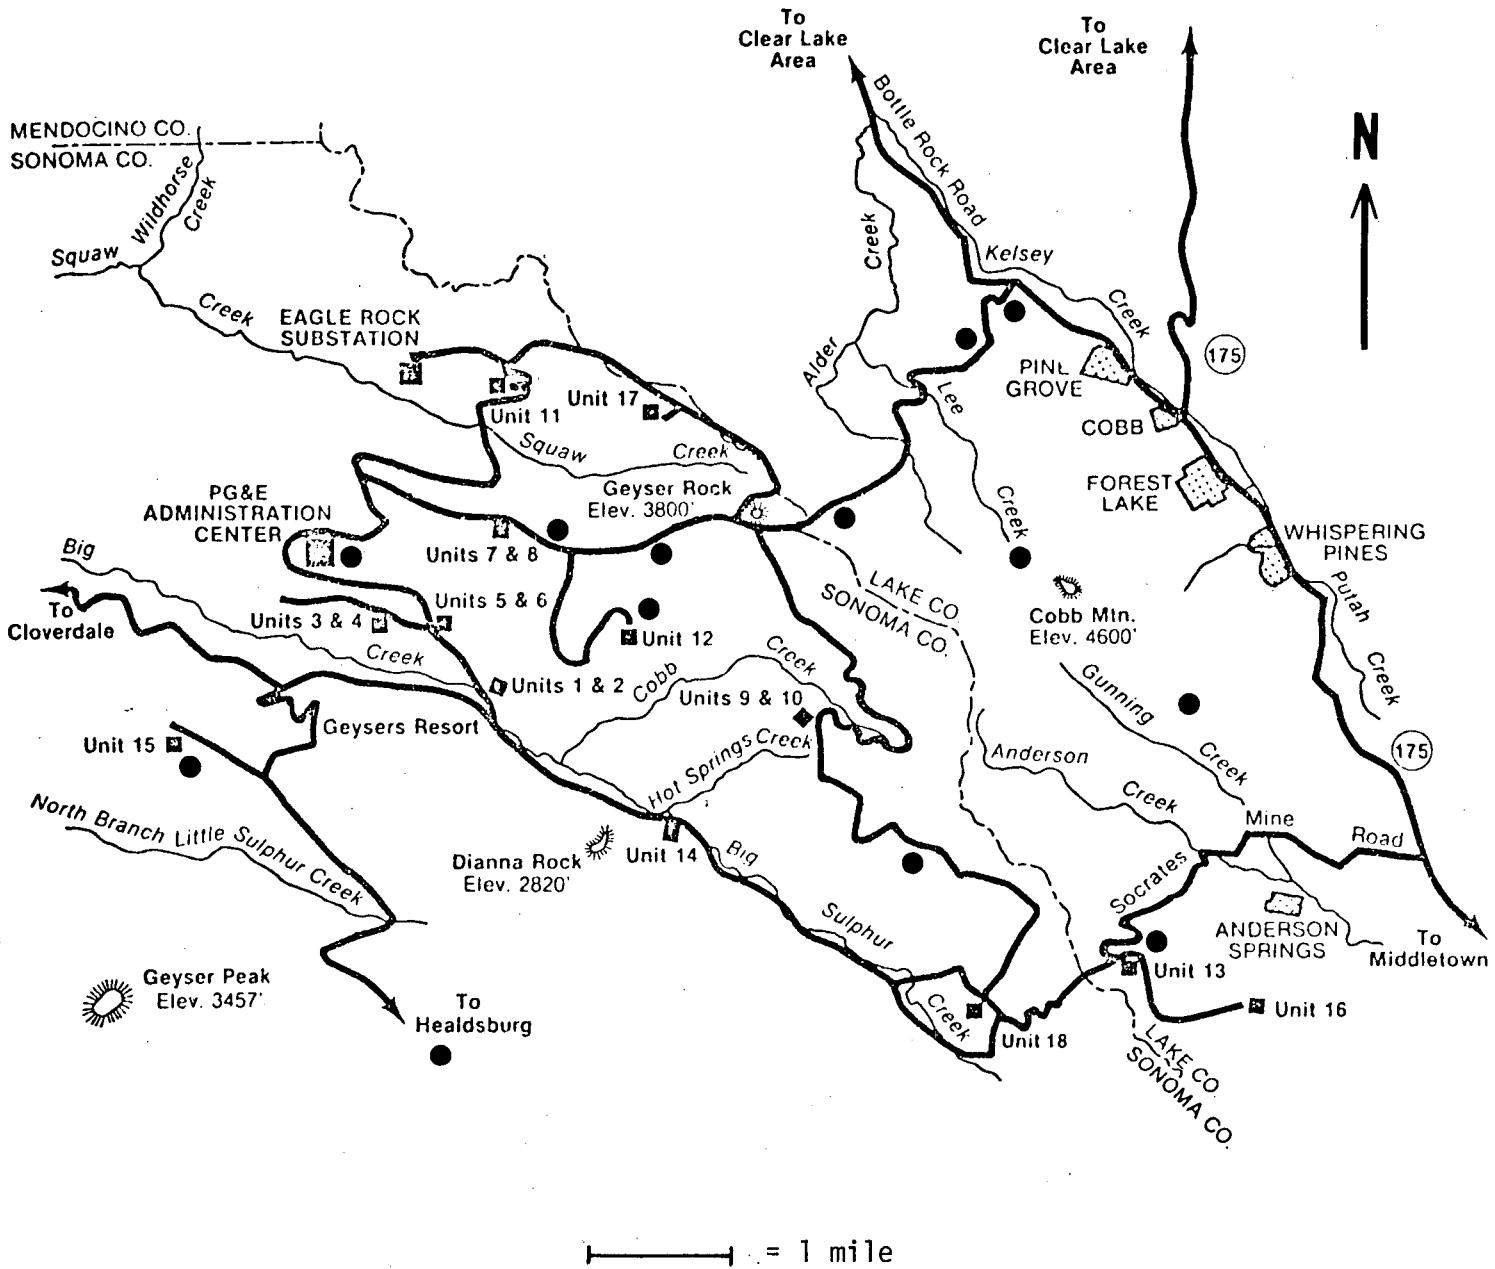 To
Clear Lake
Area
To
Clear Lake
Area
Bottle Rock Road
N
MENDOCINO CO.
SONOMA CO.
Wildhorse
Creek
Squaw
Creek
Creek
Kelsey
Creek
EAGLE ROCK
SUBSTATION
Alder
175
PINE
GROVE
Lee
Creek
Unit 17
Unit 11
COBB
Squaw
Creek
Geyser Rock
Elev. 3800'
FOREST
LAKE
PG&E
ADMINISTRATION
CENTER
WHISPERING
PINES
Big
Creek
Units 7 & 8
To
Cloverdale
Units 5 & 6
Units 3 & 4
LAKE CO.
SONOMA CO.
Cobb Mtn.
Elev. 4600'
Putah
Creek
Unit 12
Cobb
Creek
Units 1 & 2
Units 9 & 10
Gunning
Creek
Geysers Resort
Unit 15
Hot Springs Creek
Anderson
Creek
175
North Branch Little Sulphur Creek
Mine
Road
Socrates
Dianna Rock
Elev. 2820'
Unit 14
Big
Sulphur
Creek
ANDERSON
SPRINGS
To
Middletown
Geyser Peak
Elev. 3457'
To
Healdsburg
Unit 13
Unit 16
Unit 18
LAKE CO.
SONOMA CO.
= 1 mile